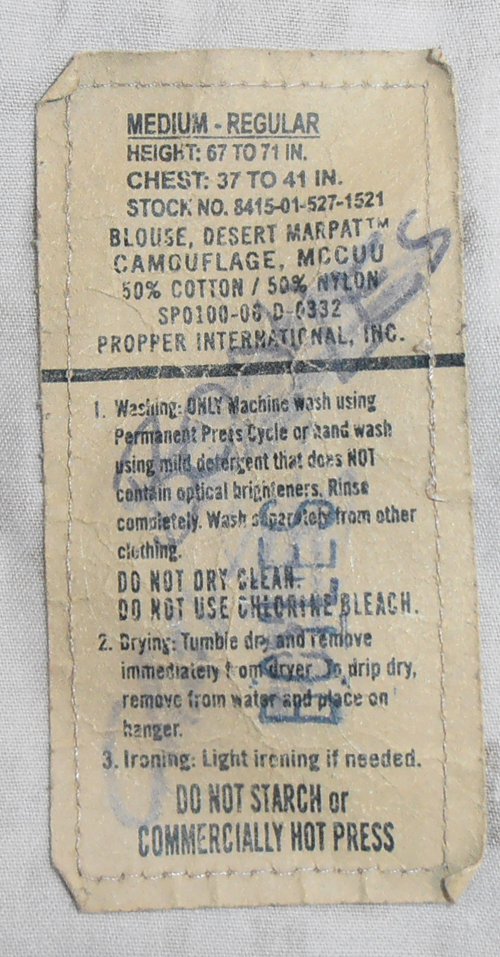 MEDIUM - REGULAR
HEIGHT: 67 TO 71 IN.
CHEST: 37 TO 41 IN.
STOCK NO. 8415-01-527-1521
BLOUSE, DESERT MARPAT™
CAMOUFLAGE, MCCUU
50% COTTON / 50% NYLON
SP0100-06-D-0332
PROPPER INTERNATIONAL, INC.
1. Washing: ONLY Machine wash using
Permanent Press Cycle or hand wash
using mild detergent that does NOT
contain optical brighteners. Rinse
completely. Wash separately from other
clothing.
DO NOT DRY CLEAN.
DO NOT USE CHLORINE BLEACH.
2. Drying: Tumble dry and remove
immediately from dryer. To drip dry,
remove from water and place on
hanger.
3. Ironing: Light ironing if needed.
DO NOT STARCH or
COMMERCIALLY HOT PRESS